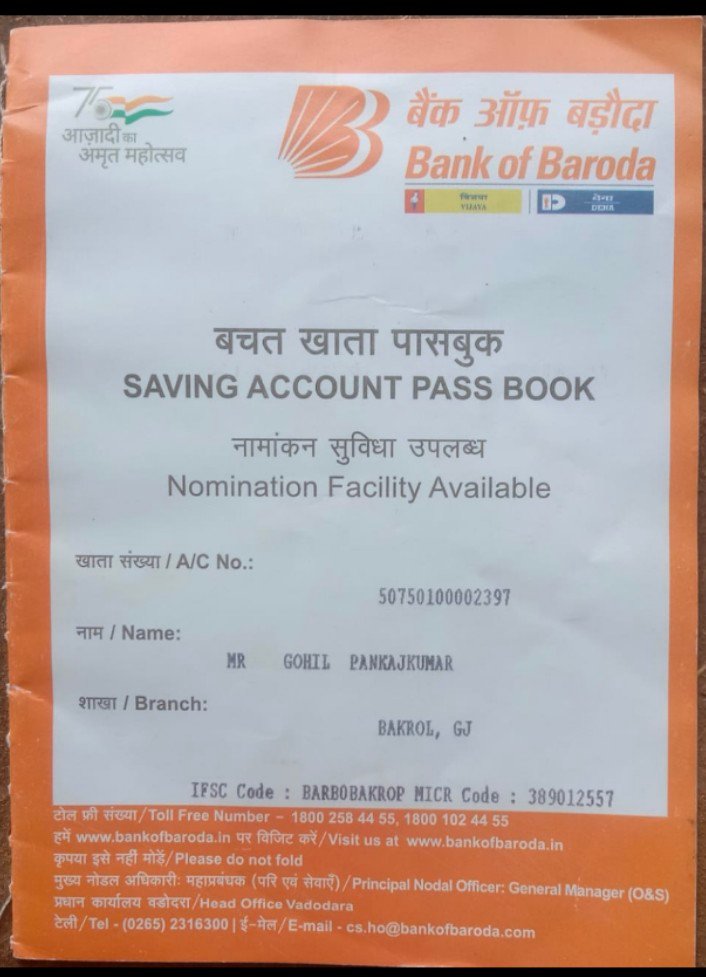 75
आज़ादी का
अमृत महोत्सव
बैंक ऑफ़ बड़ौदा
Bank of Baroda
विजया
VIJAYA
देना
DENA
बचत खाता पासबुक
SAVING ACCOUNT PASS BOOK
नामांकन सुविधा उपलब्ध
Nomination Facility Available
खाता संख्या / A/C No.:
50750100002397
नाम / Name:
MR GOHIL PANKAJKUMAR
शाखा / Branch:
BAKROL, GJ
IFSC Code : BARB0BAKROP MICR Code : 389012557
टोल फ्री संख्या/Toll Free Number – 1800 258 44 55, 1800 102 44 55
हमें www.bankofbaroda.in पर विजिट करें/Visit us at www.bankofbaroda.in
कृपया इसे नहीं मोड़ें/Please do not fold
मुख्य नोडल अधिकारी: महाप्रबंधक (परि एवं सेवाएँ)/Principal Nodal Officer: General Manager (O&S)
प्रधान कार्यालय वडोदरा/Head Office Vadodara
टेली/Tel - (0265) 2316300 | ई-मेल/E-mail - cs.ho@bankofbaroda.com